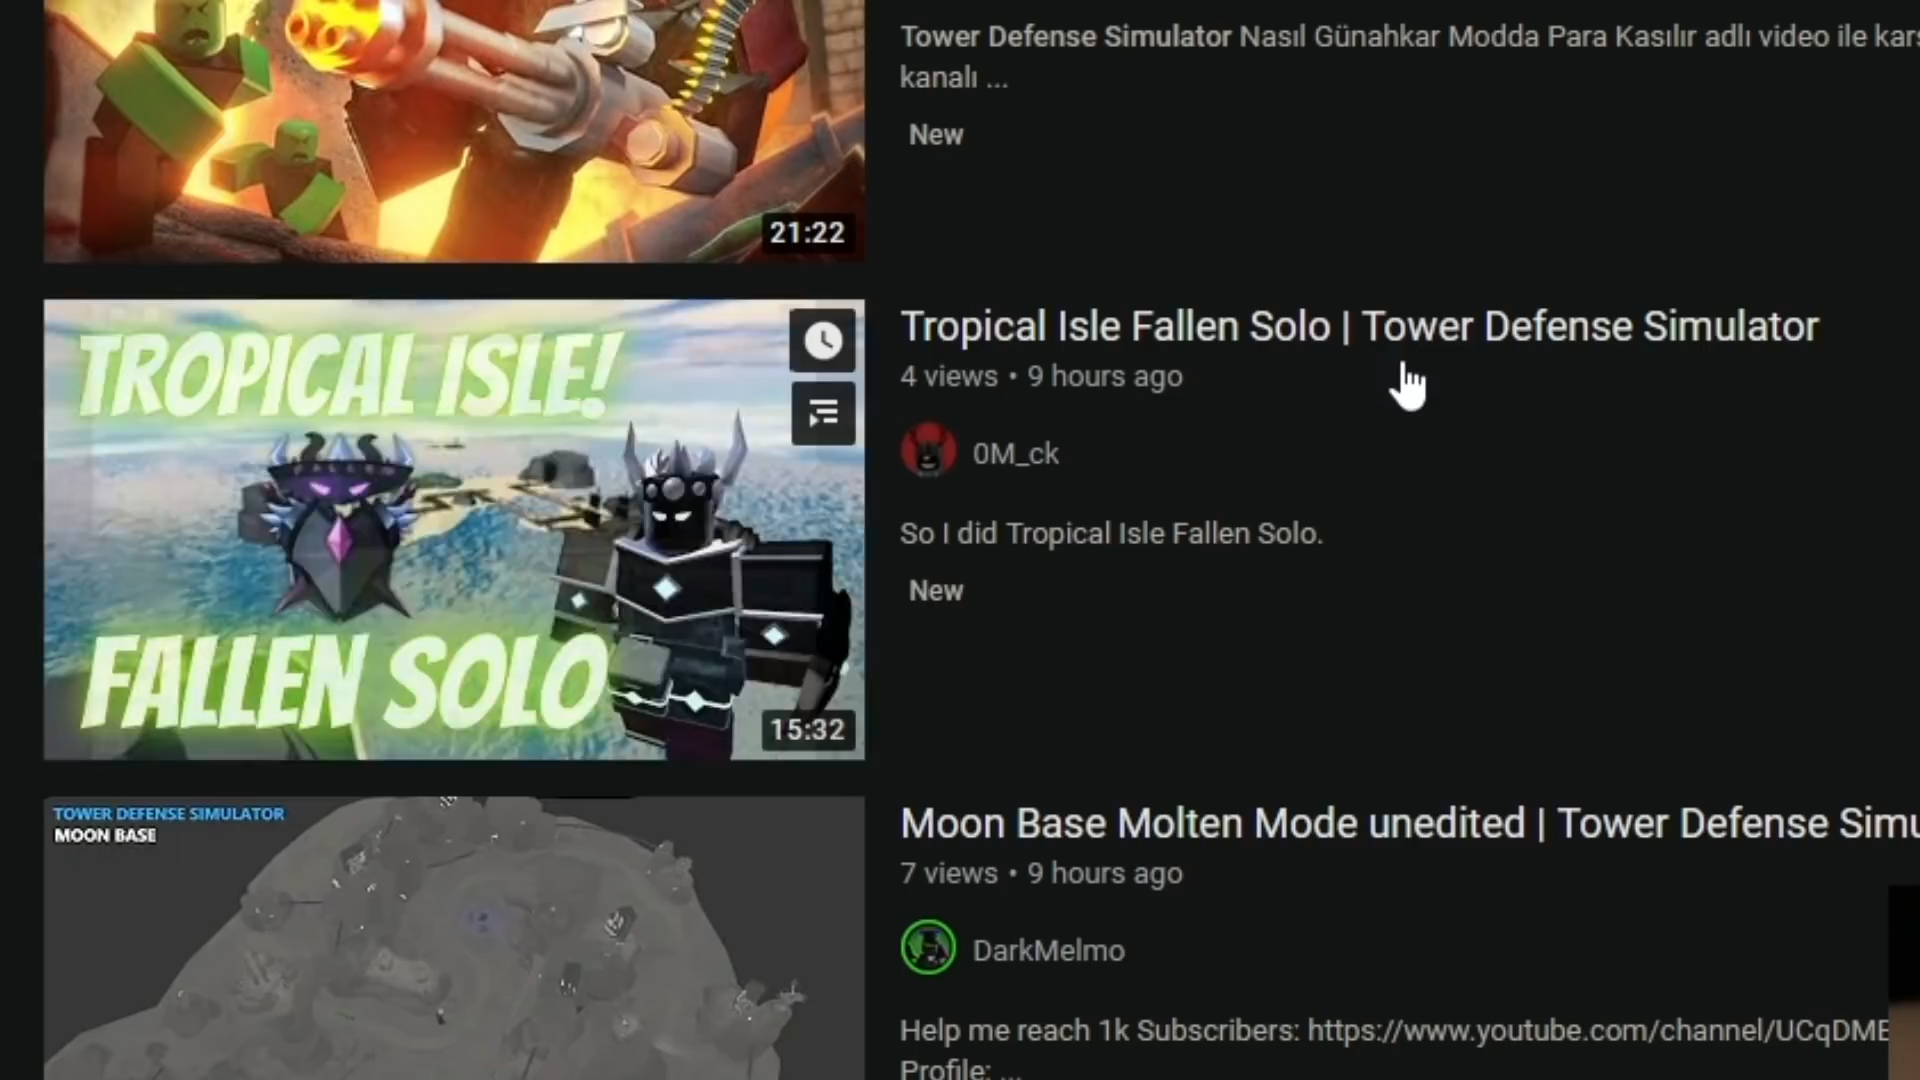 Tower Defense Simulator Nasıl Günahkar Modda Para Kasılır adlı video ile kars
kanalı ...
New
21:22
TROPICAL ISLE!
FALLEN SOLO
15:32
Tropical Isle Fallen Solo | Tower Defense Simulator
4 views • 9 hours ago
0M_ck
So I did Tropical Isle Fallen Solo.
New
TOWER DEFENSE SIMULATOR
MOON BASE
Moon Base Molten Mode unedited | Tower Defense Simu
7 views • 9 hours ago
DarkMelmo
Help me reach 1k Subscribers: https://www.youtube.com/channel/UCqDME
Profile: ...